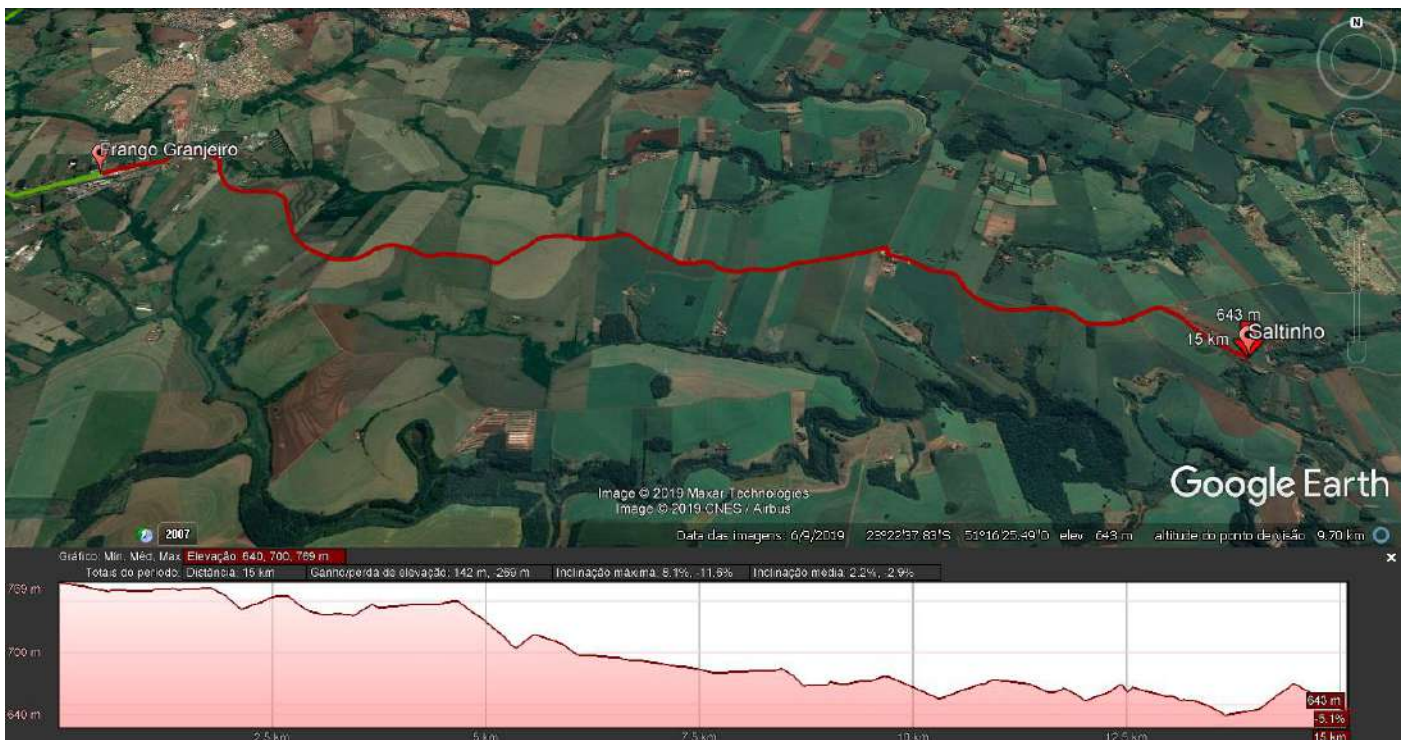 N
Frango Granjeiro
643 m
15 km
Saltinho
Google Earth
Image © 2019 Maxar Technologies
Image © 2019 CNES / Airbus
2007
Data das imagens: 6/9/2019 23°22'37.83"S 51°16'25.49"O elev 643 m altitude do ponto de visão 9.70 km
Gráfico: Mín, Méd, Máx Elevação: 640, 700, 769 m
Totais do período: Distância: 15 km Ganho/perda de elevação: 142 m, -269 m Inclinação máxima: 8.1%, -11.6% Inclinação média: 2.2%, -2.9%
769 m
700 m
640 m
643 m
-5.1%
2.5 km 5 km 7.5 km 10 km 12.5 km 15 km